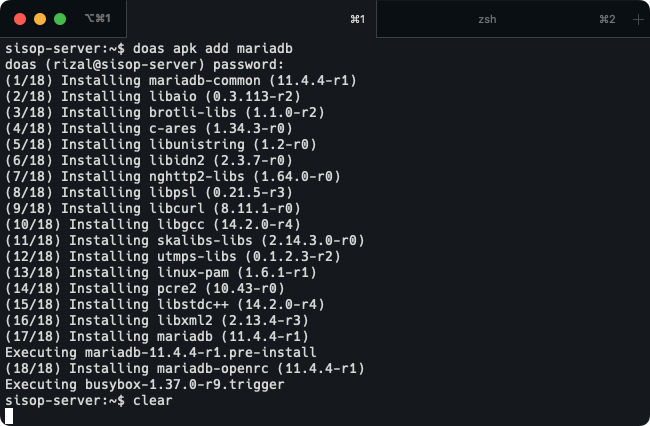 ⌥⌘1 ⌘1 zsh ⌘2 +
sisop-server:~$ doas apk add mariadb
doas (rizal@sisop-server) password:
(1/18) Installing mariadb-common (11.4.4-r1)
(2/18) Installing libaio (0.3.113-r2)
(3/18) Installing brotli-libs (1.1.0-r2)
(4/18) Installing c-ares (1.34.3-r0)
(5/18) Installing libunistring (1.2-r0)
(6/18) Installing libidn2 (2.3.7-r0)
(7/18) Installing nghttp2-libs (1.64.0-r0)
(8/18) Installing libpsl (0.21.5-r3)
(9/18) Installing libcurl (8.11.1-r0)
(10/18) Installing libgcc (14.2.0-r4)
(11/18) Installing skalibs-libs (2.14.3.0-r0)
(12/18) Installing utmps-libs (0.1.2.3-r2)
(13/18) Installing linux-pam (1.6.1-r1)
(14/18) Installing pcre2 (10.43-r0)
(15/18) Installing libstdc++ (14.2.0-r4)
(16/18) Installing libxml2 (2.13.4-r3)
(17/18) Installing mariadb (11.4.4-r1)
Executing mariadb-11.4.4-r1.pre-install
(18/18) Installing mariadb-openrc (11.4.4-r1)
Executing busybox-1.37.0-r9.trigger
sisop-server:~$ clear